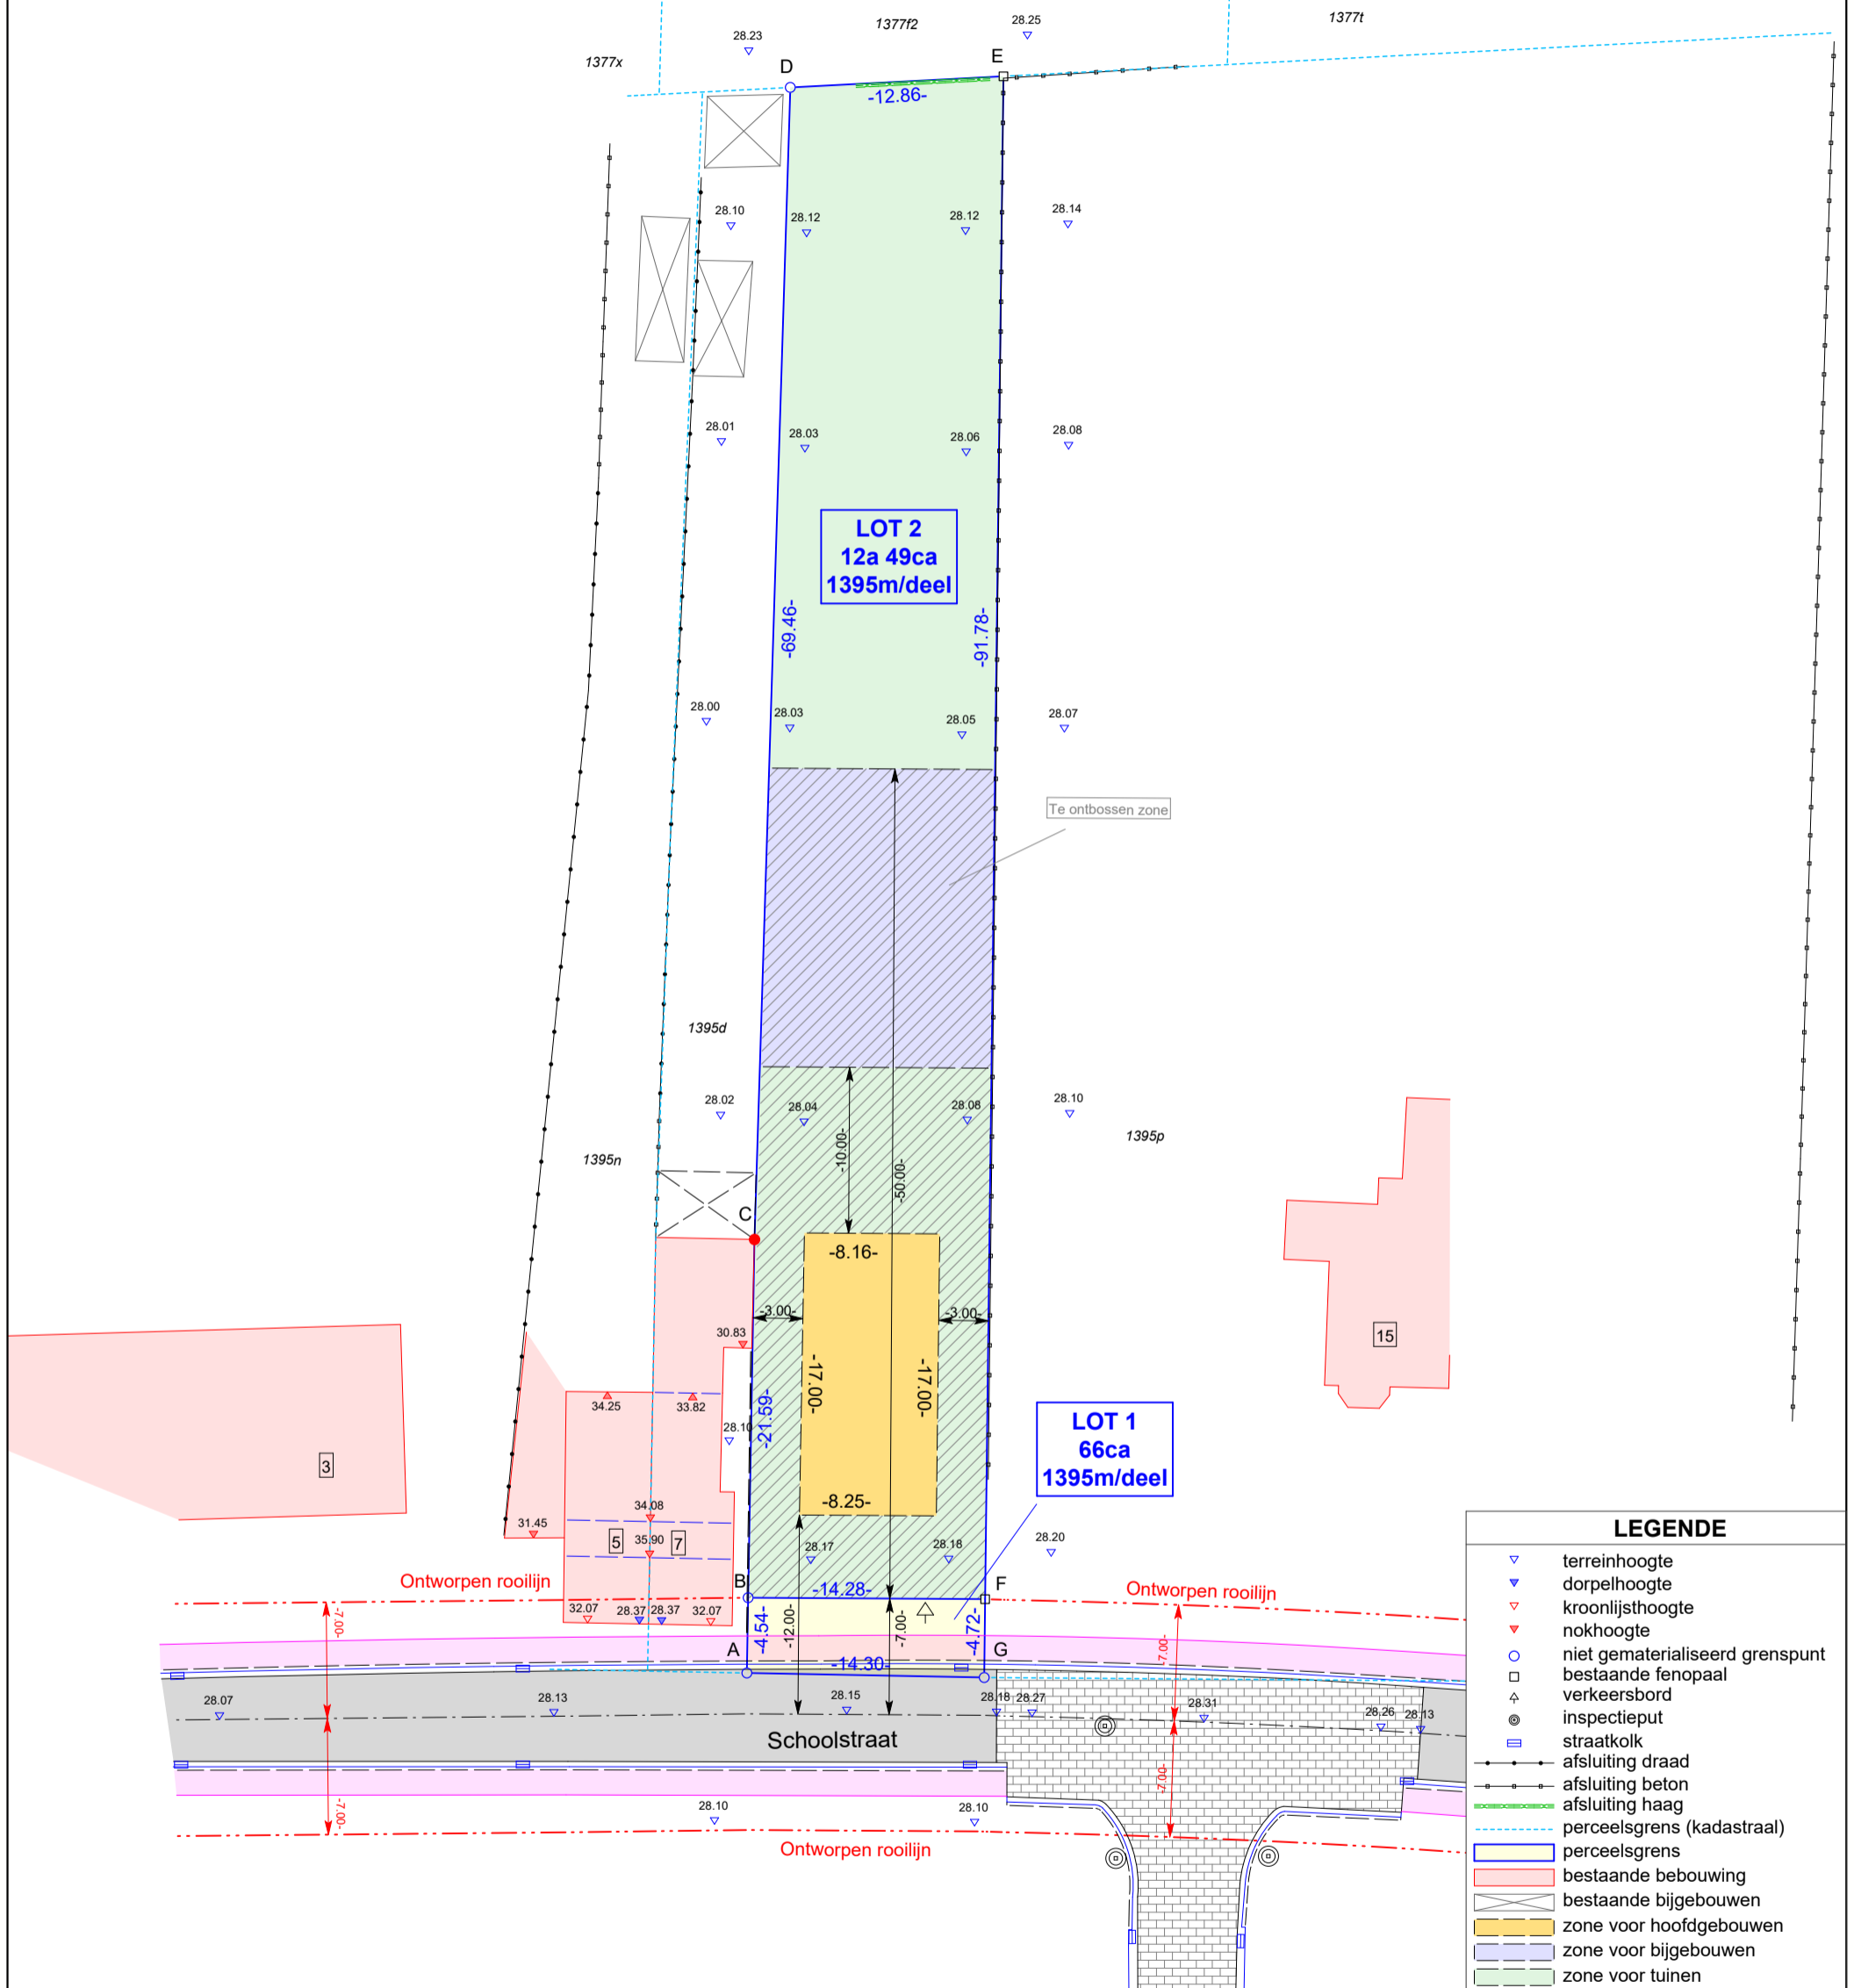 1377f2
28.25
1377t
28.23
1377x
D
E
-12.86-
28.10
28.12
28.12
28.14
28.01
28.03
28.06
28.08
LOT 2
12a 49ca
1395m/deel
-69.46-
-91.78-
28.00
28.03
28.05
28.07
Te ontbossen zone
1395d
28.02
28.04
28.08
28.10
1395p
1395n
-10.00-
-50.00-
C
-8.16-
-3.00-
-3.00-
30.83
15
-17.00-
-17.00-
34.25
33.82
28.10
-21.59-
LOT 1
66ca
1395m/deel
3
-8.25-
34.08
31.45
5
35.90
7
28.17
28.18
28.20
Ontworpen rooilijn
B
-14.28-
F
Ontworpen rooilijn
32.07
28.37
28.37
32.07
-7.00-
-4.54-
-12.00-
-7.00-
-4.72-
-7.00-
A
G
-14.30-
28.07
28.13
28.15
28.18
28.27
28.31
28.26
28.13
Schoolstraat
-7.00-
-7.00-
28.10
28.10
Ontworpen rooilijn
LEGENDE
terreinhoogte
dorpelhoogte
kroonlijsthoogte
nokhoogte
niet gematerialiseerd grenspunt
bestaande fenopaal
verkeersbord
inspectieput
straatkolk
afsluiting draad
afsluiting beton
afsluiting haag
perceelsgrens (kadastraal)
perceelsgrens
bestaande bebouwing
bestaande bijgebouwen
zone voor hoofdgebouwen
zone voor bijgebouwen
zone voor tuinen